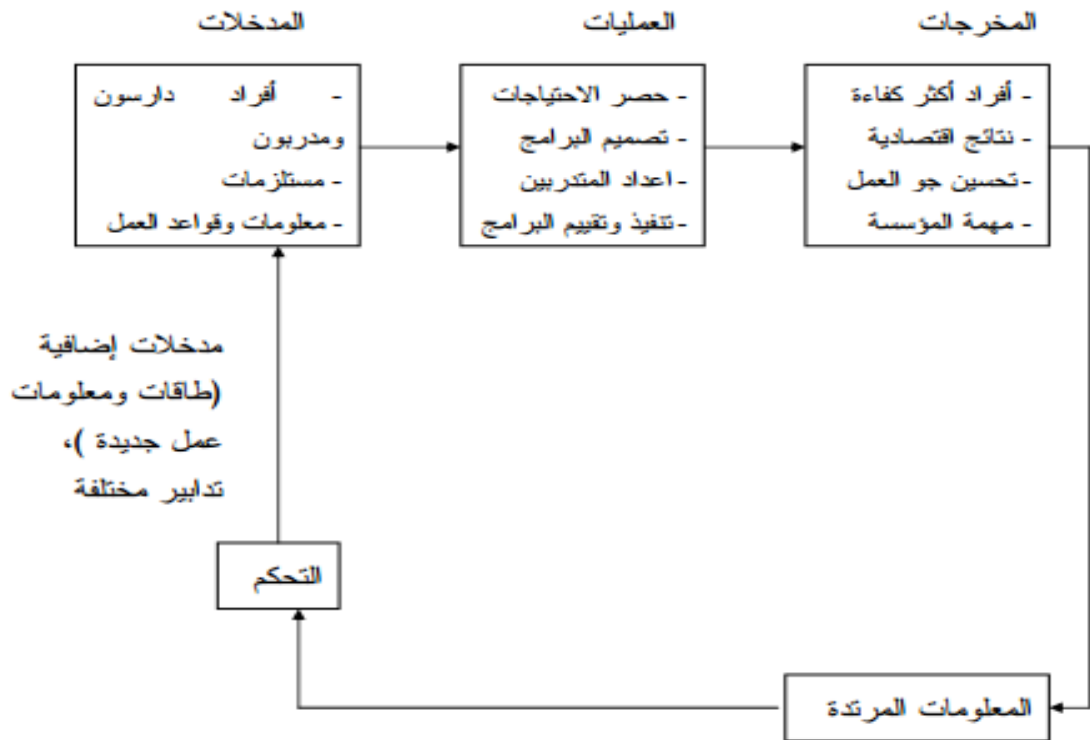 المدخلات
العمليات
المخرجات
- أفراد دارسون
ومدربون
- مستلزمات
- معلومات وقواعد العمل
- حصر الاحتياجات
- تصميم البرامج
- اعداد المتدربين
- تنفيذ وتقييم البرامج
- أفراد أكثر كفاءة
- نتائج اقتصادية
- تحسين جو العمل
- مهمة المؤسسة
مدخلات إضافية
(طاقات ومعلومات
عمل جديدة )،
تدابير مختلفة
التحكم
المعلومات المرتدة